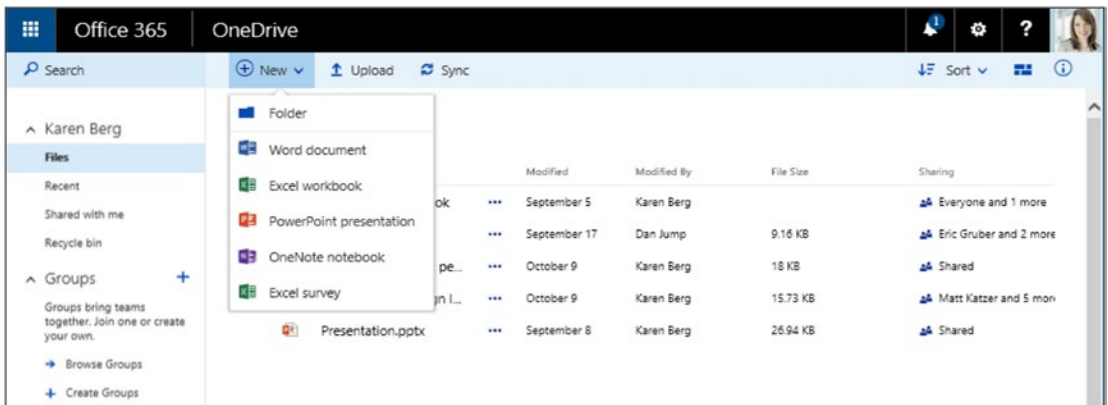 Office 365
OneDrive
1
?
Search
New
Upload
Sync
Sort
Folder
Word document
Excel workbook
PowerPoint presentation
OneNote notebook
Excel survey
Karen Berg
Files
Recent
Shared with me
Recycle bin
Groups
Groups bring teams
together. Join one or create
your own.
Browse Groups
Create Groups
Modified Modified By File Size Sharing
ok ••• September 5 Karen Berg Everyone and 1 more
••• September 17 Dan Jump 9.16 KB Eric Gruber and 2 more
pe... ••• October 9 Karen Berg 18 KB Shared
gn I... ••• October 9 Karen Berg 15.73 KB Matt Katzer and 5 more
Presentation.pptx ••• September 8 Karen Berg 26.94 KB Shared